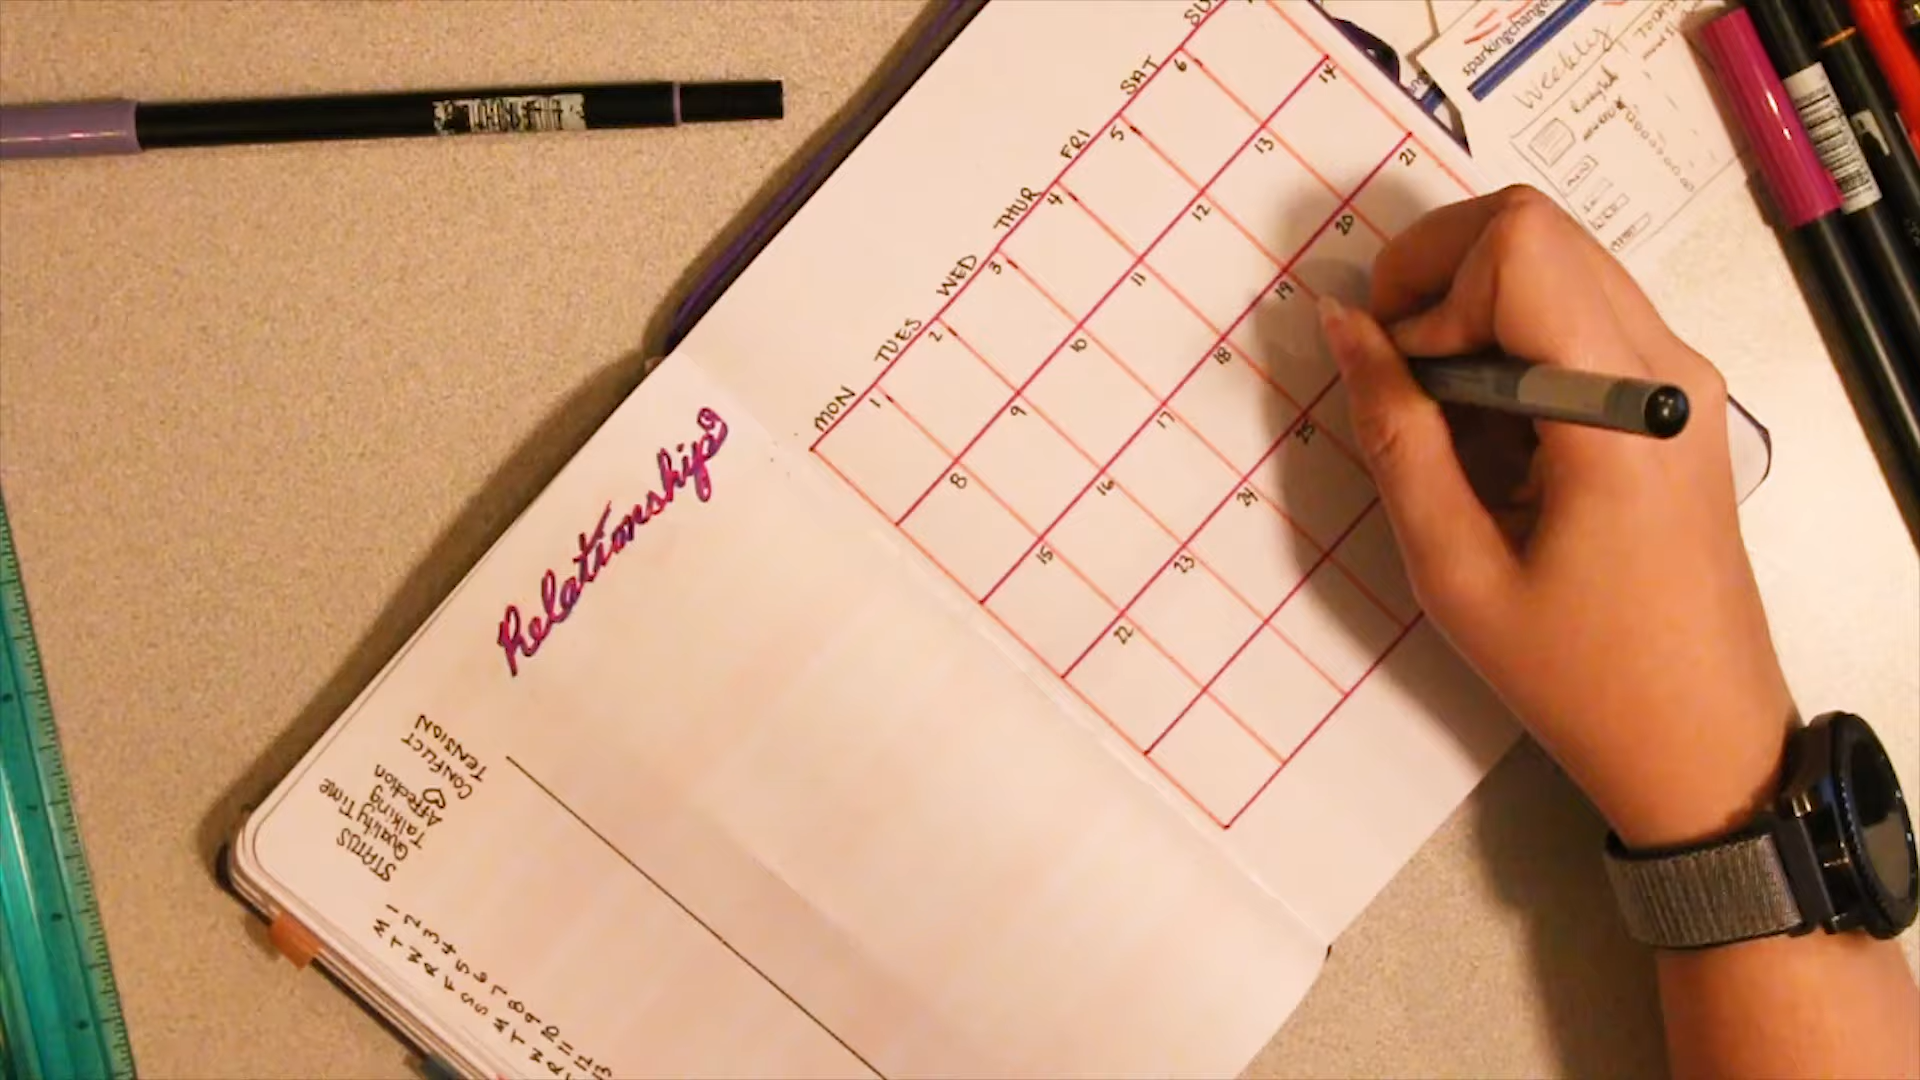 Relationship
MON TUES WED THUR FRI SAT SU
1 2 3 4 5 6
8 9 10 11 12 13 14
15 16 17 18 19 20 21
22 23 24 25
STATUS
Quality Time
Talking
Affection
CONFLICT
TENSION
M 1
T 2
W 3
R 4
F 5
S 6
S 7
M 8
T 9
W 10
R 11
12
13
sparkingchange
Weekly